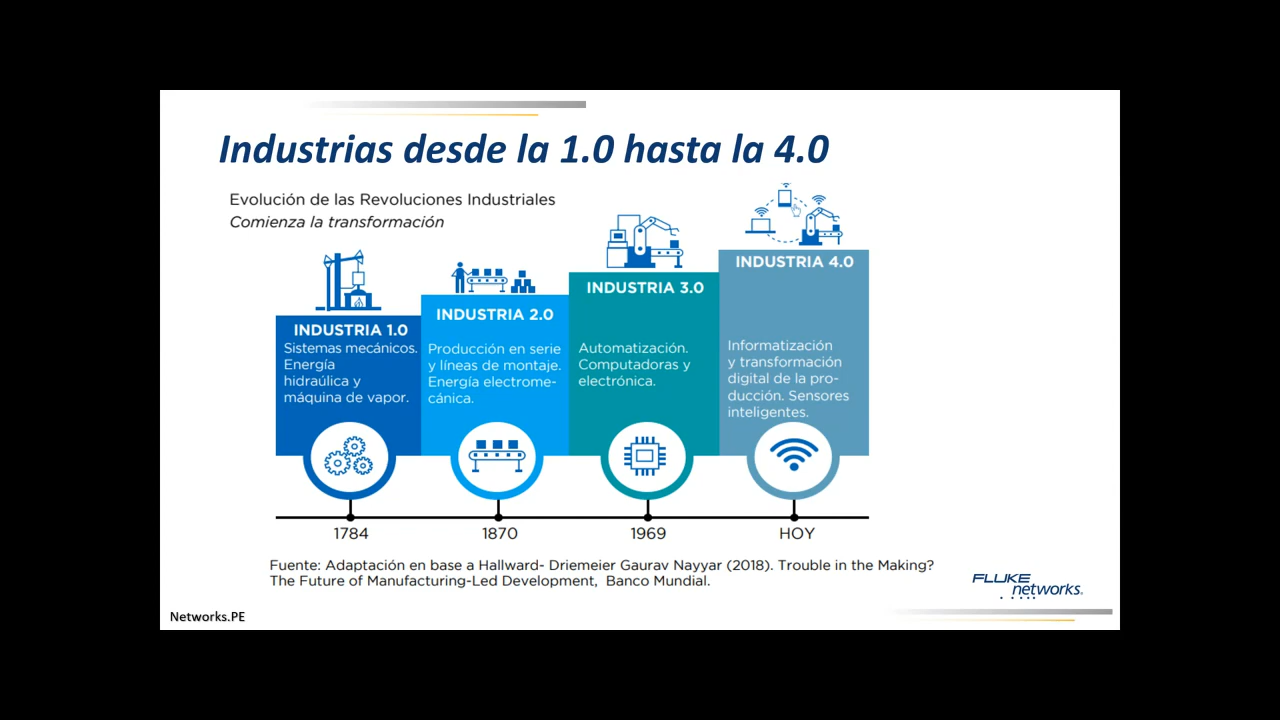 Industrias desde la 1.0 hasta la 4.0
Evolución de las Revoluciones Industriales
Comienza la transformación
INDUSTRIA 1.0
Sistemas mecánicos.
Energía
hidraúlica y
máquina de vapor.
INDUSTRIA 2.0
Producción en serie
y líneas de montaje.
Energía electrome-
cánica.
INDUSTRIA 3.0
Automatización.
Computadoras y
electrónica.
INDUSTRIA 4.0
Informatización
y transformación
digital de la pro-
ducción. Sensores
inteligentes.
1784
1870
1969
HOY
Fuente: Adaptación en base a Hallward- Driemeier Gaurav Nayyar (2018). Trouble in the Making?
The Future of Manufacturing-Led Development, Banco Mundial.
FLUKE
networks.
Networks.PE